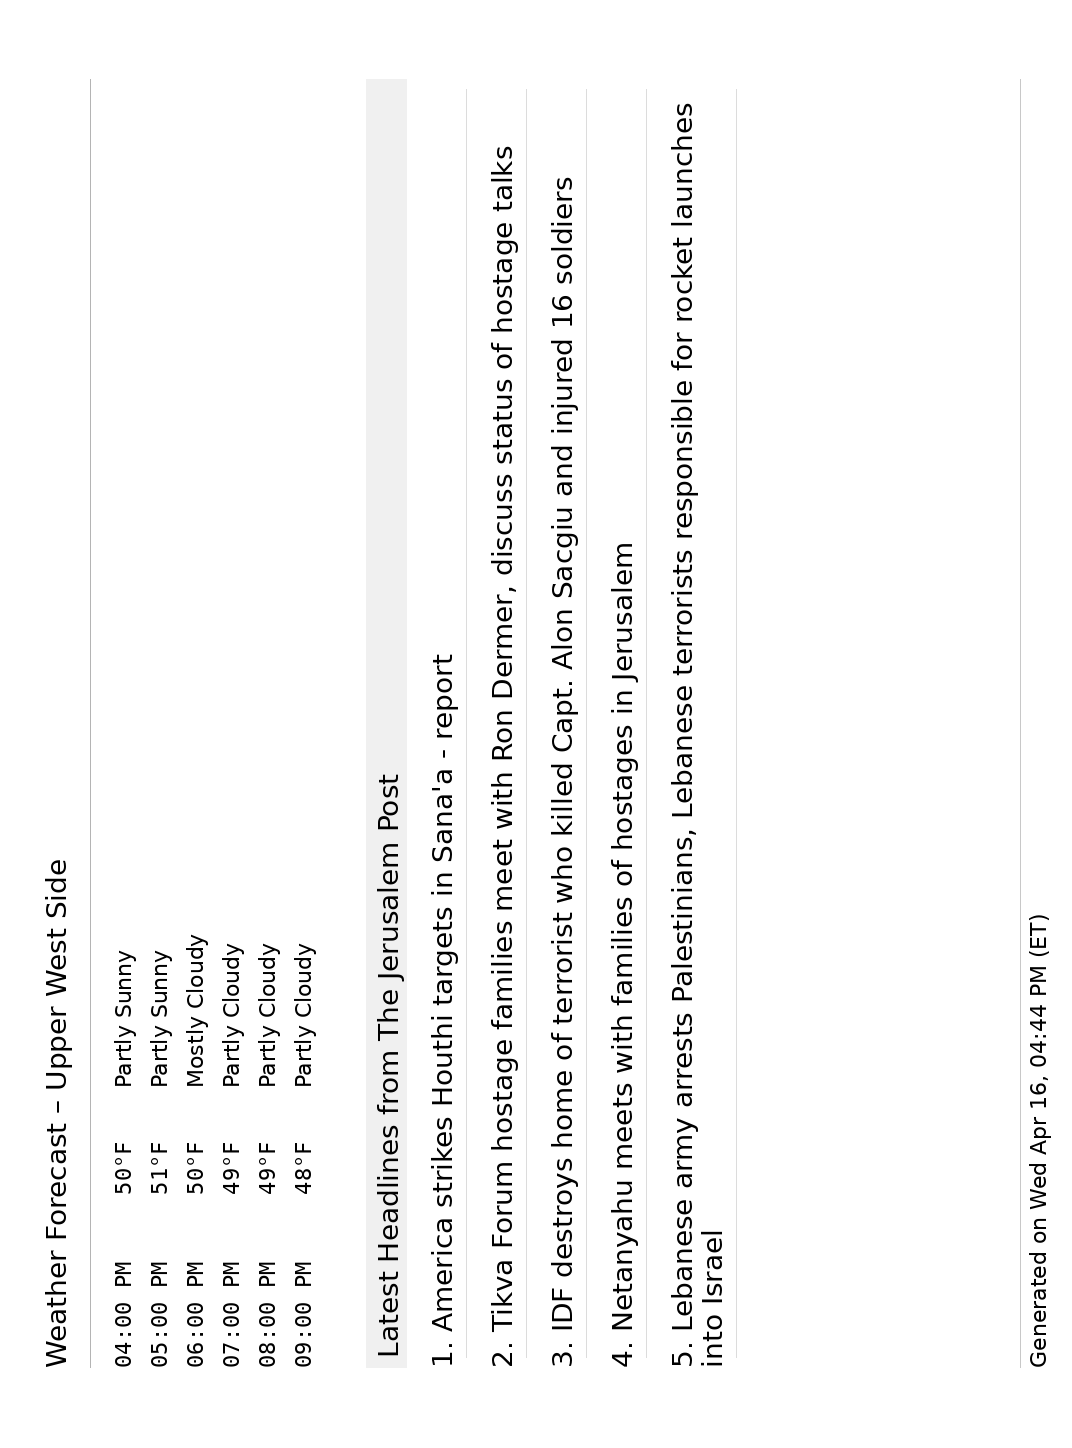 Weather Forecast – Upper West Side
04:00 PM 50°F Partly Sunny
05:00 PM 51°F Partly Sunny
06:00 PM 50°F Mostly Cloudy
07:00 PM 49°F Partly Cloudy
08:00 PM 49°F Partly Cloudy
09:00 PM 48°F Partly Cloudy
Latest Headlines from The Jerusalem Post
1. America strikes Houthi targets in Sana'a - report
2. Tikva Forum hostage families meet with Ron Dermer, discuss status of hostage talks
3. IDF destroys home of terrorist who killed Capt. Alon Sacgiu and injured 16 soldiers
4. Netanyahu meets with families of hostages in Jerusalem
5. Lebanese army arrests Palestinians, Lebanese terrorists responsible for rocket launches
into Israel
Generated on Wed Apr 16, 04:44 PM (ET)